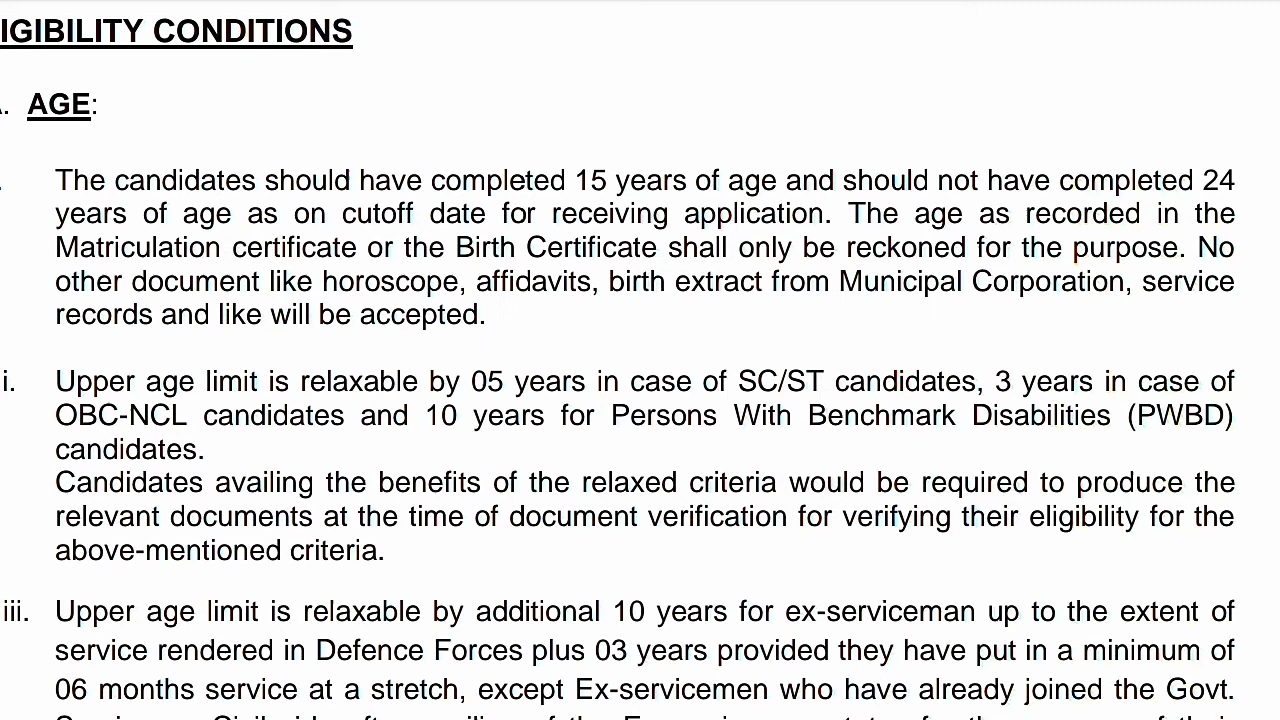 IGIBILITY CONDITIONS
. AGE:
The candidates should have completed 15 years of age and should not have completed 24
years of age as on cutoff date for receiving application. The age as recorded in the
Matriculation certificate or the Birth Certificate shall only be reckoned for the purpose. No
other document like horoscope, affidavits, birth extract from Municipal Corporation, service
records and like will be accepted.
i. Upper age limit is relaxable by 05 years in case of SC/ST candidates, 3 years in case of
OBC-NCL candidates and 10 years for Persons With Benchmark Disabilities (PWBD)
candidates.
Candidates availing the benefits of the relaxed criteria would be required to produce the
relevant documents at the time of document verification for verifying their eligibility for the
above-mentioned criteria.
iii. Upper age limit is relaxable by additional 10 years for ex-serviceman up to the extent of
service rendered in Defence Forces plus 03 years provided they have put in a minimum of
06 months service at a stretch, except Ex-servicemen who have already joined the Govt.